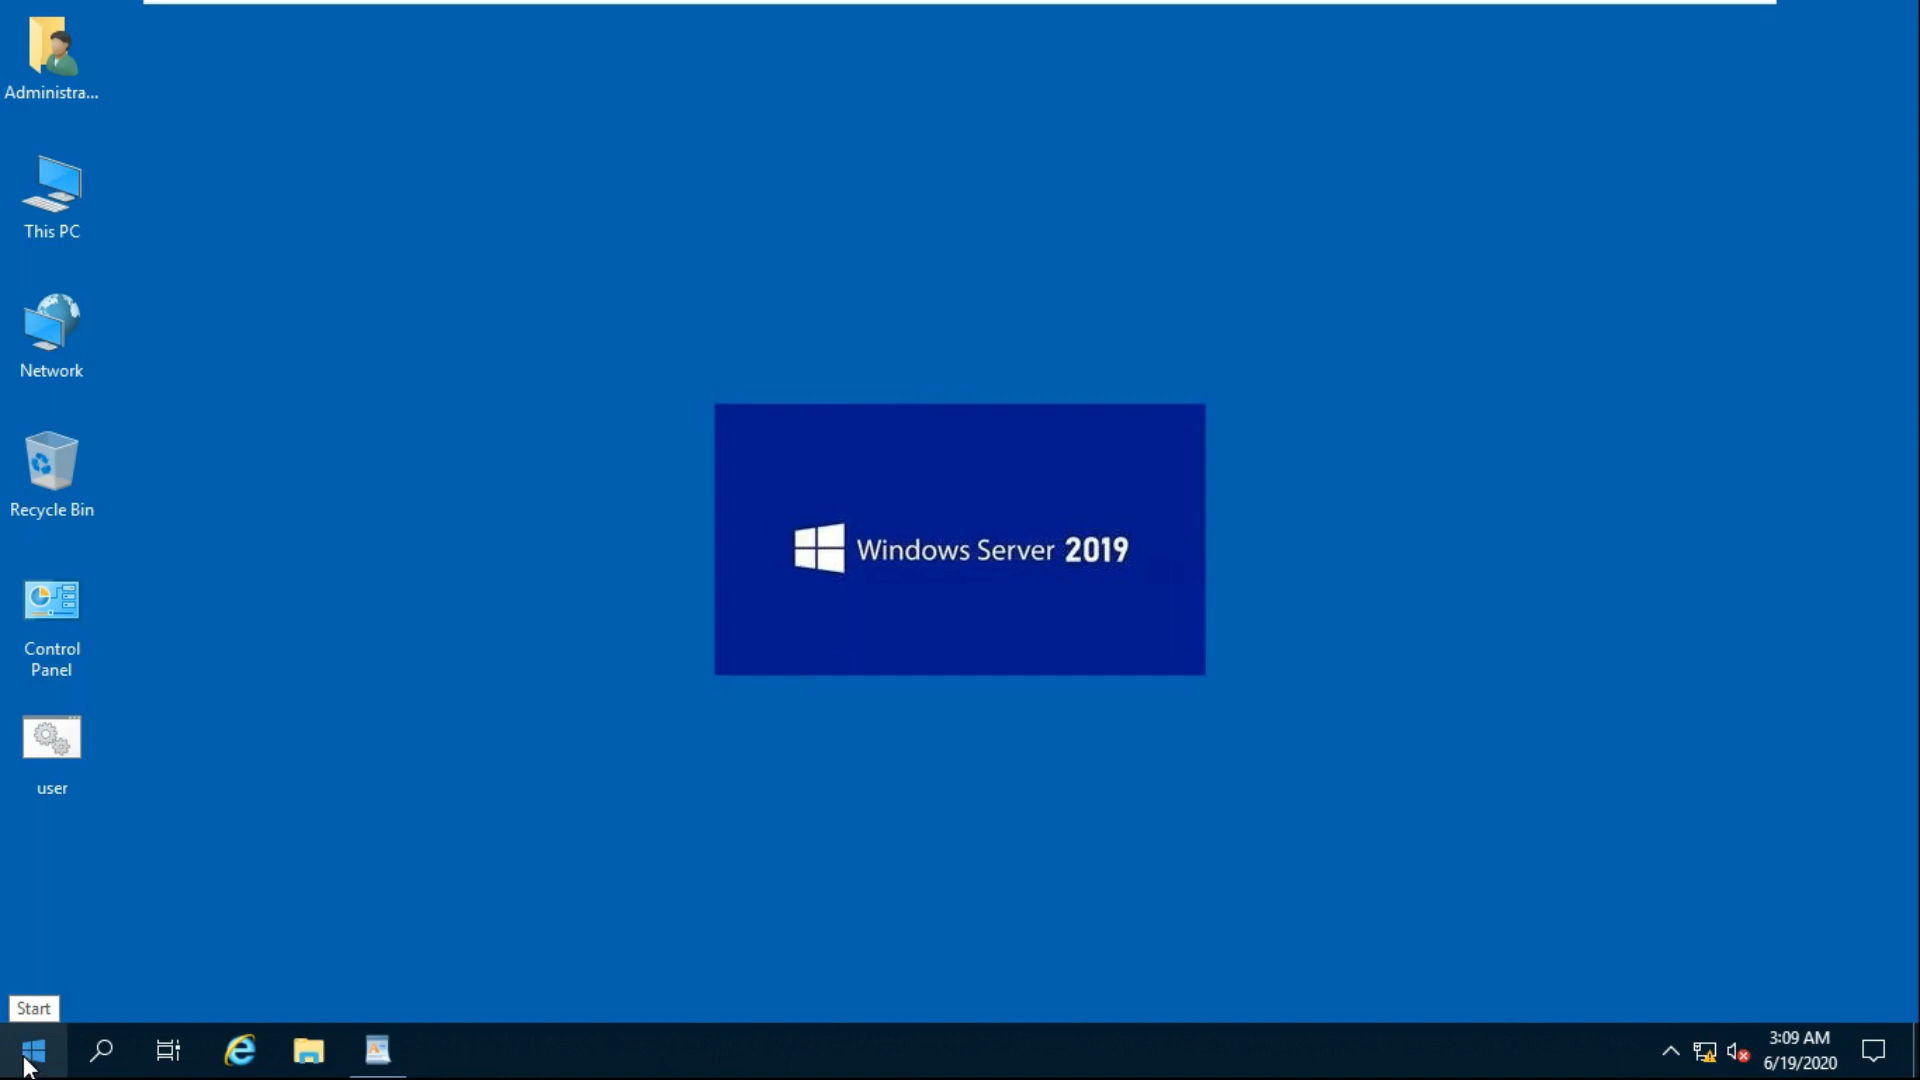 Administra...
This PC
Network
Recycle Bin
Control
Panel
user
Windows Server 2019
Start
3:09 AM
6/19/2020